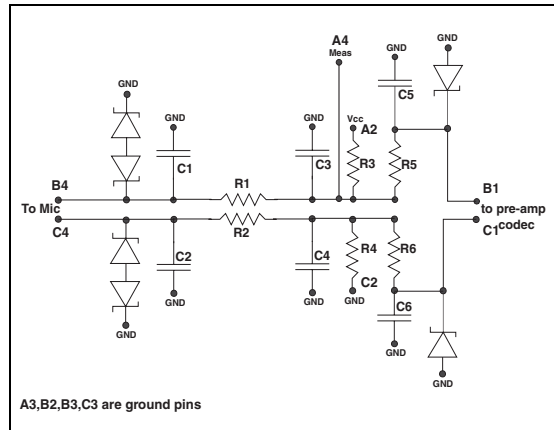 GND
A4
Meas
GND
GND
C5
GND
GND
Vcc
A2
C1
C3
R3
R5
R1
B4
B1
To Mic
to pre-amp
C4
R2
C1
codec
C2
C4
R4
R6
C2
GND
GND
GND
C6
GND
GND
GND
A3,B2,B3,C3 are ground pins